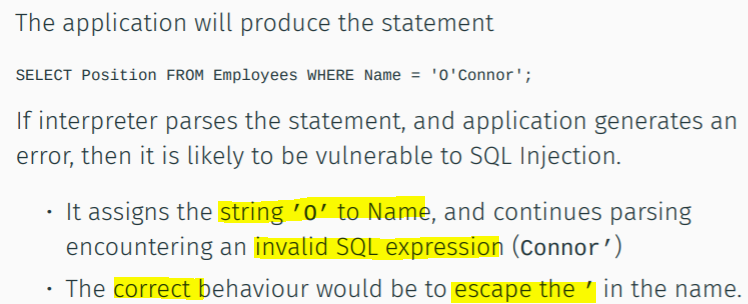 The application will produce the statement
SELECT Position FROM Employees WHERE Name = 'O'Connor';
If interpreter parses the statement, and application generates an
error, then it is likely to be vulnerable to SQL Injection.
• It assigns the string ’O’ to Name, and continues parsing
encountering an invalid SQL expression (Connor’)
• The correct behaviour would be to escape the ’ in the name.